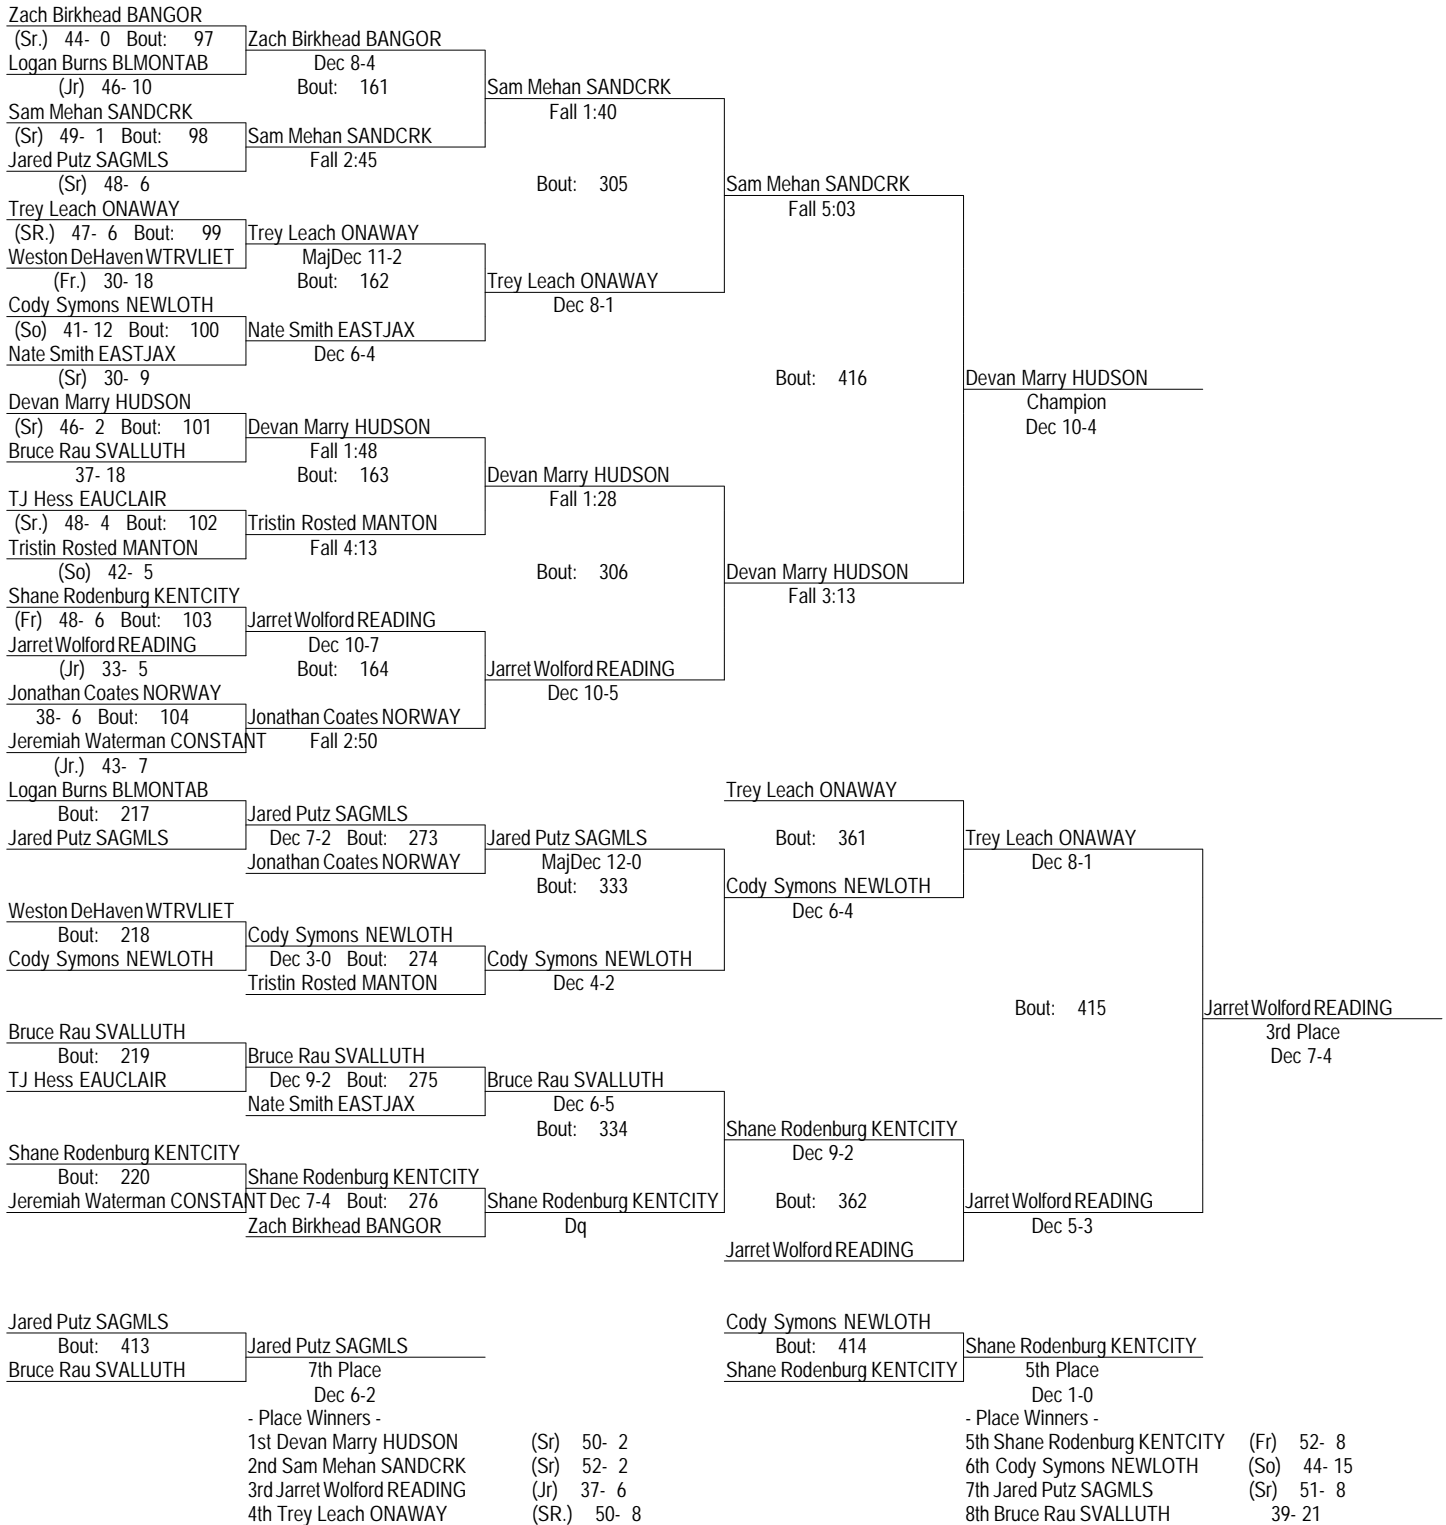 Zach Birkhead BANGOR
(Sr.) 44- 0 Bout: 97 Zach Birkhead BANGOR
Logan Burns BLMONTAB Dec 8-4
(Jr) 46- 10 Bout: 161 Sam Mehan SANDCRK
Sam Mehan SANDCRK Fall 1:40
(Sr) 49- 1 Bout: 98 Sam Mehan SANDCRK
Jared Putz SAGMLS Fall 2:45
(Sr) 48- 6 Bout: 305 Sam Mehan SANDCRK
Trey Leach ONAWAY Fall 5:03
(SR.) 47- 6 Bout: 99 Trey Leach ONAWAY
Weston DeHaven WTRVLIET MajDec 11-2
(Fr.) 30- 18 Bout: 162 Trey Leach ONAWAY
Cody Symons NEWLOTH Dec 8-1
(So) 41- 12 Bout: 100 Nate Smith EASTJAX
Nate Smith EASTJAX Dec 6-4
(Sr) 30- 9 Bout: 416 Devan Marry HUDSON
Devan Marry HUDSON Champion
(Sr) 46- 2 Bout: 101 Devan Marry HUDSON Dec 10-4
Bruce Rau SVALLUTH Fall 1:48
37- 18 Bout: 163 Devan Marry HUDSON
TJ Hess EAUCLAIR Fall 1:28
(Sr.) 48- 4 Bout: 102 Tristin Rosted MANTON
Tristin Rosted MANTON Fall 4:13
(So) 42- 5 Bout: 306 Devan Marry HUDSON
Shane Rodenburg KENTCITY Fall 3:13
(Fr) 48- 6 Bout: 103 Jarret Wolford READING
Jarret Wolford READING Dec 10-7
(Jr) 33- 5 Bout: 164 Jarret Wolford READING
Jonathan Coates NORWAY Dec 10-5
38- 6 Bout: 104 Jonathan Coates NORWAY
Jeremiah Waterman CONSTANT Fall 2:50
(Jr.) 43- 7
Logan Burns BLMONTAB Trey Leach ONAWAY
Bout: 217 Jared Putz SAGMLS
Jared Putz SAGMLS Dec 7-2 Bout: 273 Jared Putz SAGMLS Bout: 361 Trey Leach ONAWAY
Jonathan Coates NORWAY MajDec 12-0 Dec 8-1
Bout: 333 Cody Symons NEWLOTH
Weston DeHaven WTRVLIET Dec 6-4
Bout: 218 Cody Symons NEWLOTH
Cody Symons NEWLOTH Dec 3-0 Bout: 274 Cody Symons NEWLOTH
Tristin Rosted MANTON Dec 4-2
Bout: 415 Jarret Wolford READING
Bruce Rau SVALLUTH 3rd Place
Bout: 219 Bruce Rau SVALLUTH Dec 7-4
TJ Hess EAUCLAIR Dec 9-2 Bout: 275 Bruce Rau SVALLUTH
Nate Smith EASTJAX Dec 6-5
Bout: 334 Shane Rodenburg KENTCITY
Shane Rodenburg KENTCITY Dec 9-2
Bout: 220 Shane Rodenburg KENTCITY
Jeremiah Waterman CONSTANT Dec 7-4 Bout: 276 Shane Rodenburg KENTCITY Bout: 362 Jarret Wolford READING
Zach Birkhead BANGOR Dq Dec 5-3
Jarret Wolford READING
Jared Putz SAGMLS Cody Symons NEWLOTH
Bout: 413 Jared Putz SAGMLS Bout: 414 Shane Rodenburg KENTCITY
Bruce Rau SVALLUTH 7th Place Shane Rodenburg KENTCITY 5th Place
Dec 6-2 Dec 1-0
- Place Winners - - Place Winners -
1st Devan Marry HUDSON (Sr) 50- 2 5th Shane Rodenburg KENTCITY (Fr) 52- 8
2nd Sam Mehan SANDCRK (Sr) 52- 2 6th Cody Symons NEWLOTH (So) 44- 15
3rd Jarret Wolford READING (Jr) 37- 6 7th Jared Putz SAGMLS (Sr) 51- 8
4th Trey Leach ONAWAY (SR.) 50- 8 8th Bruce Rau SVALLUTH 39- 21